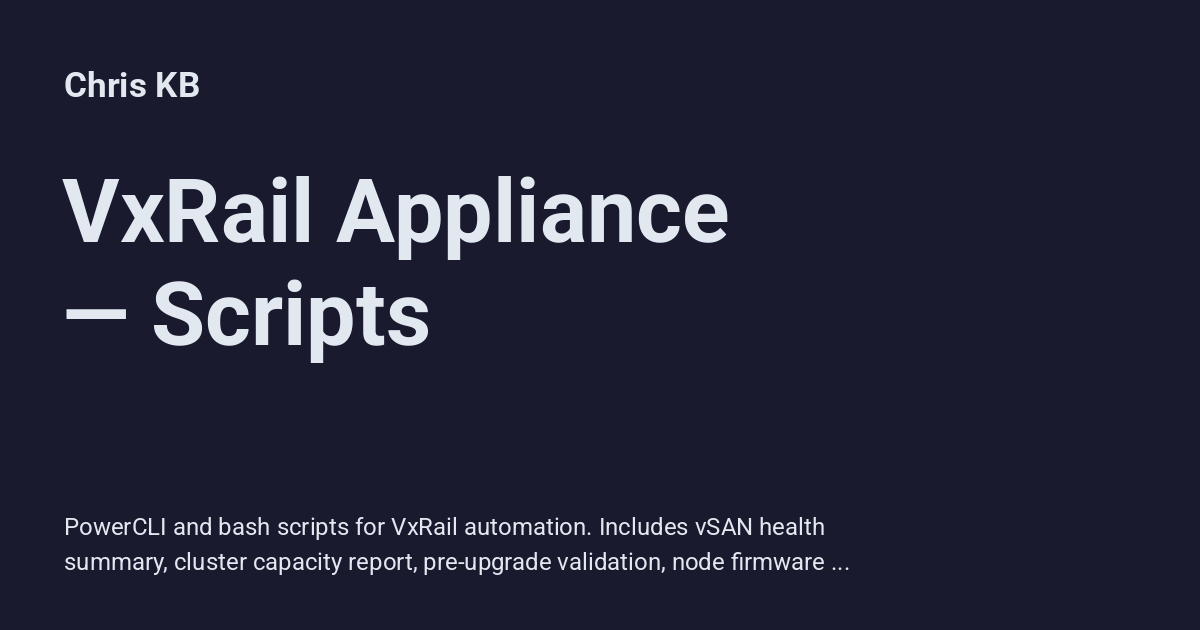 Chris KB
VxRail Appliance
— Scripts
PowerCLI and bash scripts for VxRail automation. Includes vSAN health
summary, cluster capacity report, pre-upgrade validation, node firmware ...